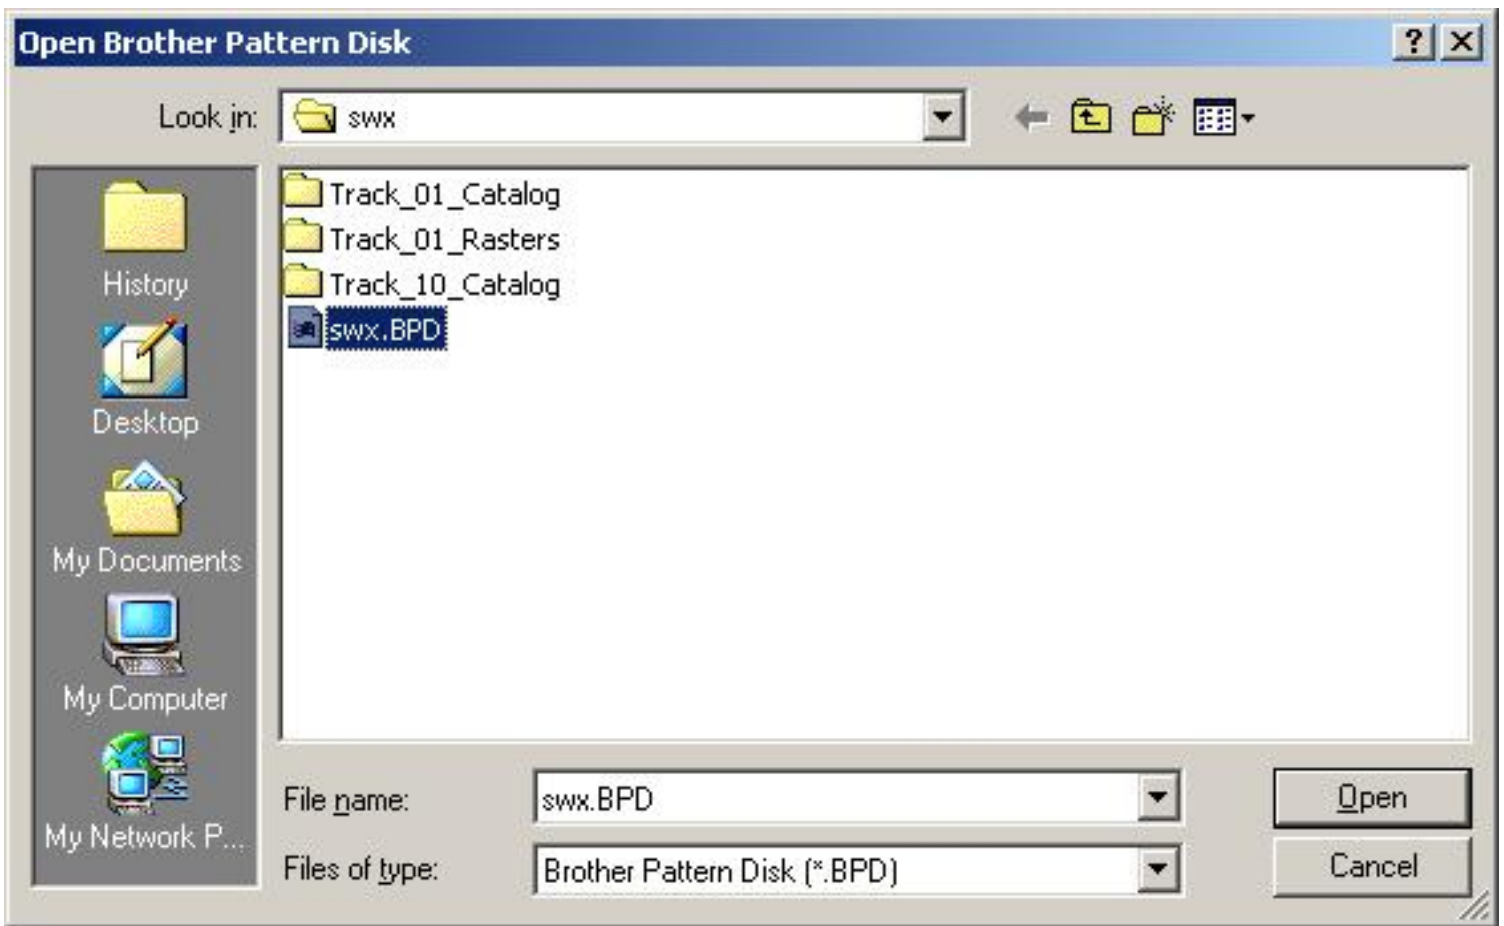 Open Brother Pattern Disk
Look in: swx
Track_01_Catalog
Track_01_Rasters
Track_10_Catalog
swx.BPD
History
Desktop
My Documents
My Computer
My Network P...
File name: swx.BPD
Open
Files of type: Brother Pattern Disk (*.BPD)
Cancel